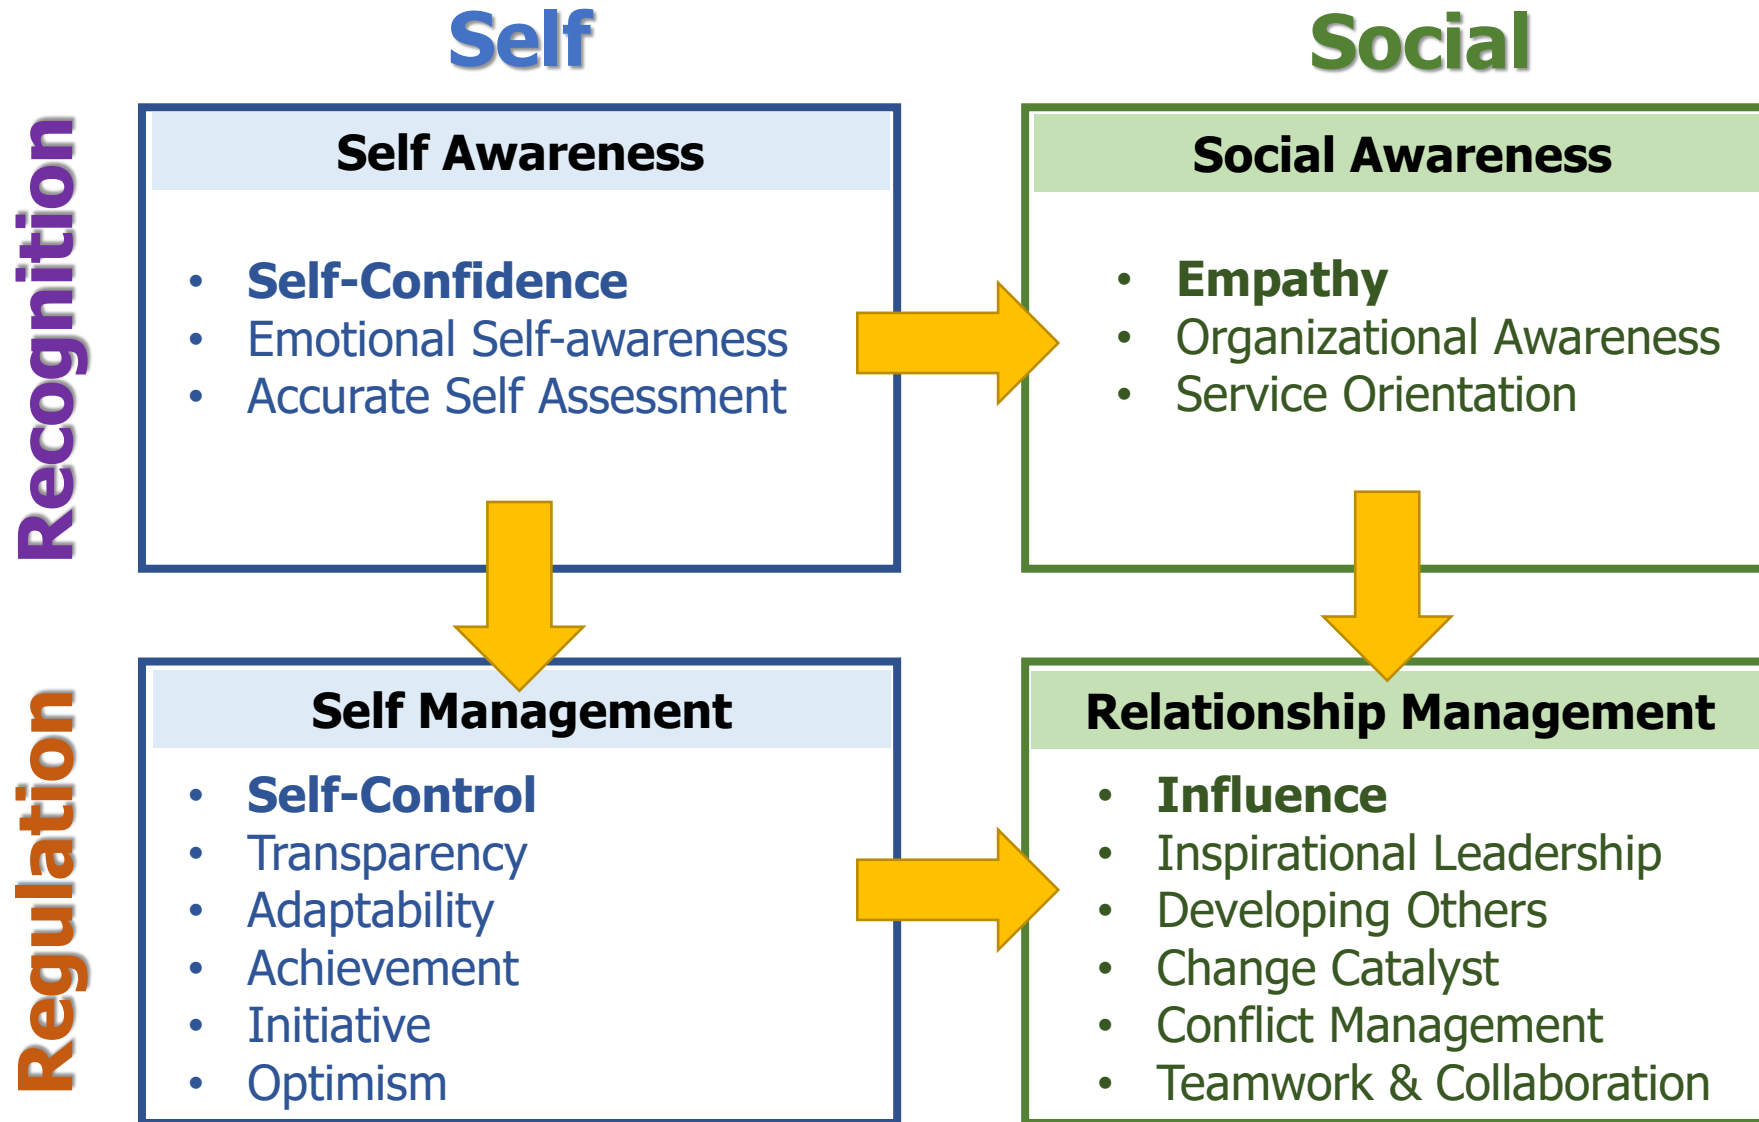 Self
Social
Recognition
Self Awareness
• Self-Confidence
• Emotional Self-awareness
• Accurate Self Assessment
Social Awareness
• Empathy
• Organizational Awareness
• Service Orientation
Regulation
Self Management
• Self-Control
• Transparency
• Adaptability
• Achievement
• Initiative
• Optimism
Relationship Management
• Influence
• Inspirational Leadership
• Developing Others
• Change Catalyst
• Conflict Management
• Teamwork & Collaboration